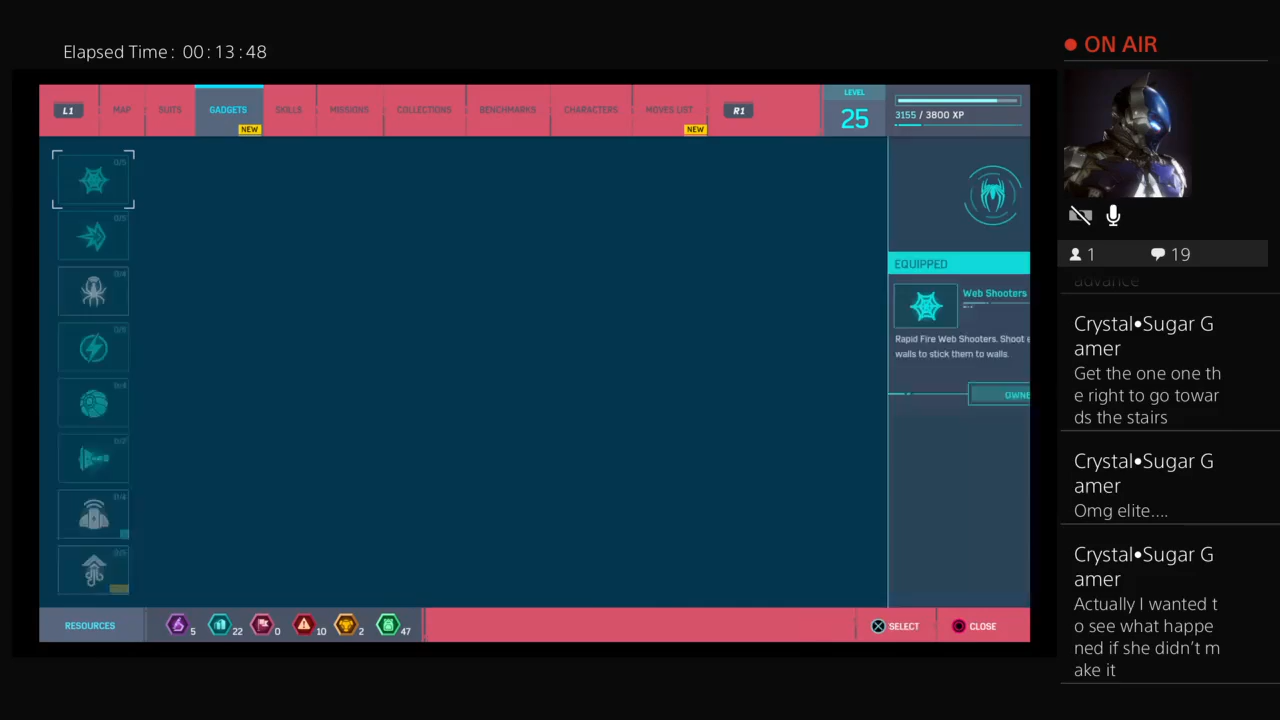 Elapsed Time: 00:13:48
ON AIR
L1 MAP SUITS GADGETS SKILLS MISSIONS COLLECTIONS BENCHMARKS CHARACTERS MOVES LIST R1
NEW NEW
LEVEL
25
3155 / 3800 XP
EQUIPPED
Web Shooters
Rapid Fire Web Shooters. Shoot e
walls to stick them to walls.
OWNE
RESOURCES 5 22 0 10 2 47
SELECT CLOSE
1 19
advance
Crystal•Sugar G
amer
Get the one one th
e right to go towar
ds the stairs
Crystal•Sugar G
amer
Omg elite....
Crystal•Sugar G
amer
Actually I wanted t
o see what happe
ned if she didn't m
ake it